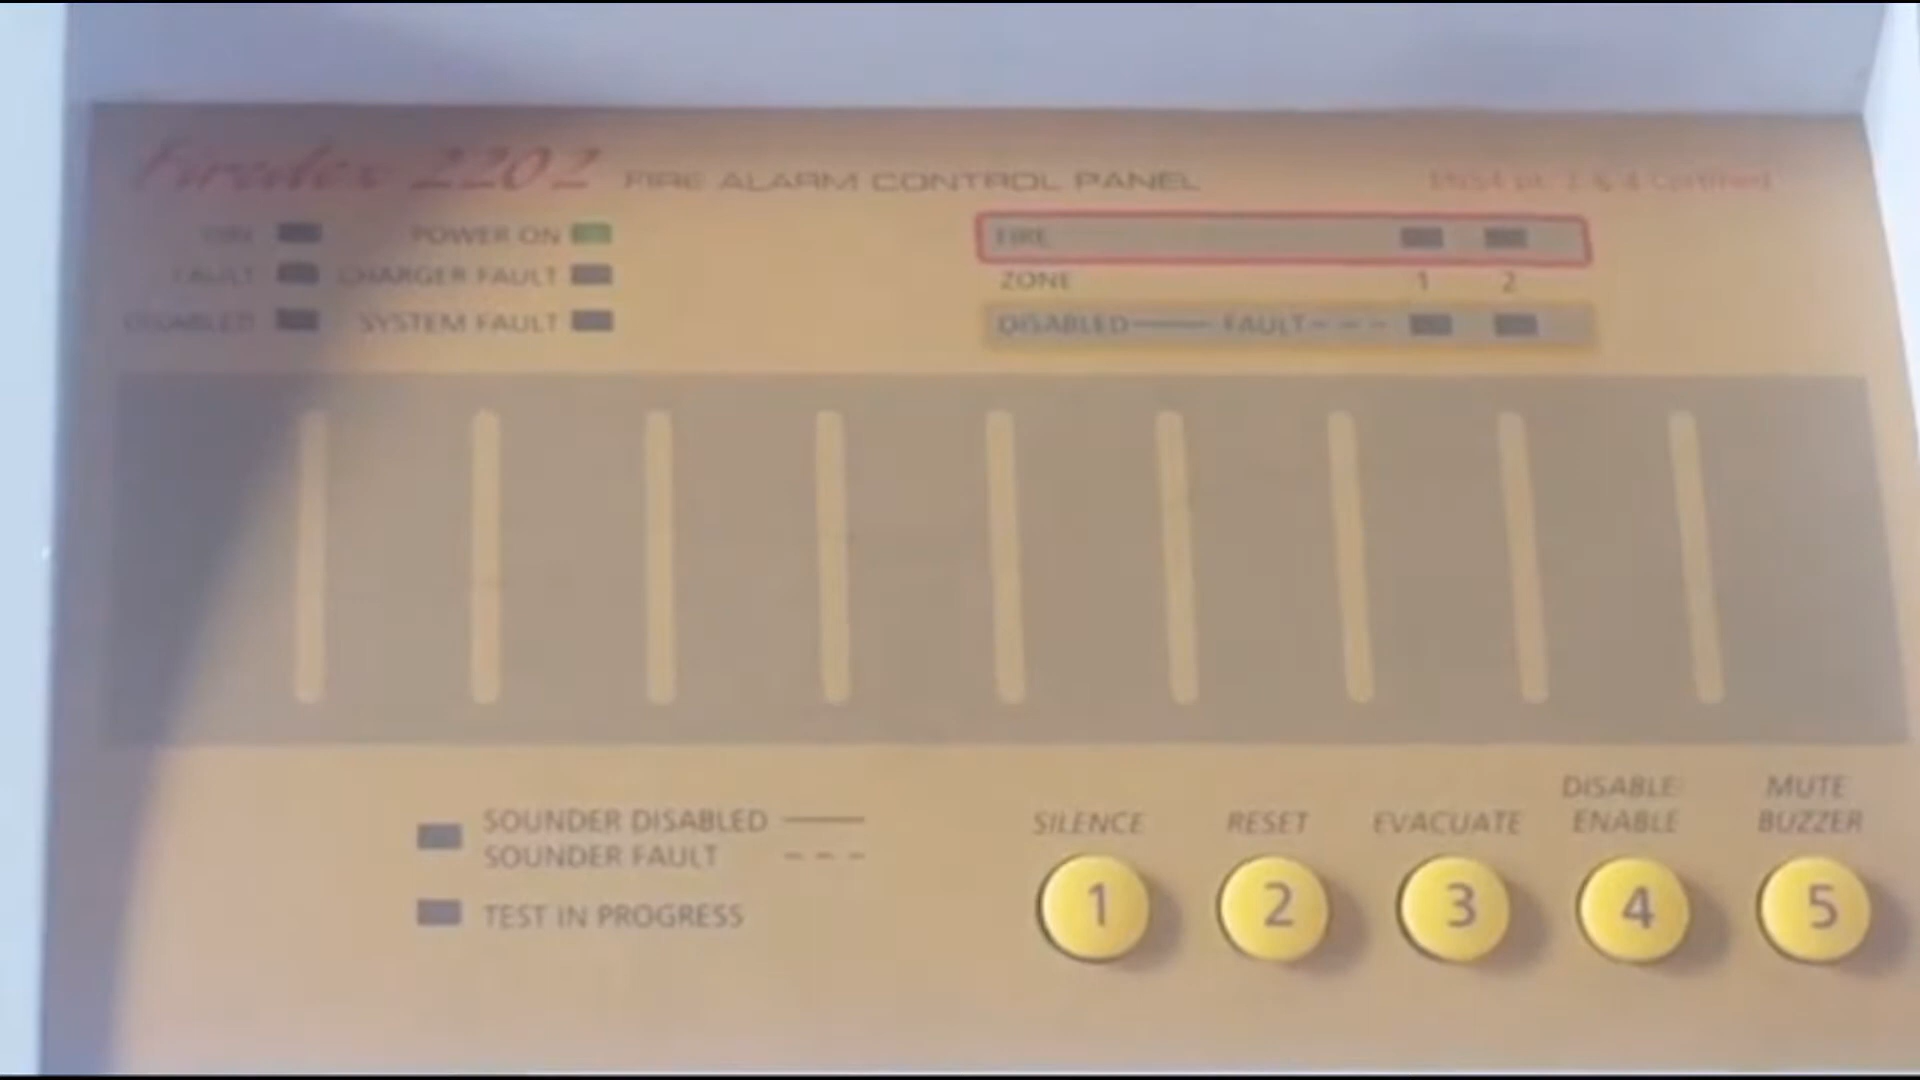 Firedex 2202 FIRE ALARM CONTROL PANEL
FIRE POWER ON
FAULT CHARGER FAULT
DISABLED SYSTEM FAULT
FIRE
ZONE 1 2
DISABLED FAULT
SOUNDER DISABLED
SOUNDER FAULT
TEST IN PROGRESS
SILENCE
RESET
EVACUATE
DISABLE
ENABLE
MUTE
BUZZER
1 2 3 4 5